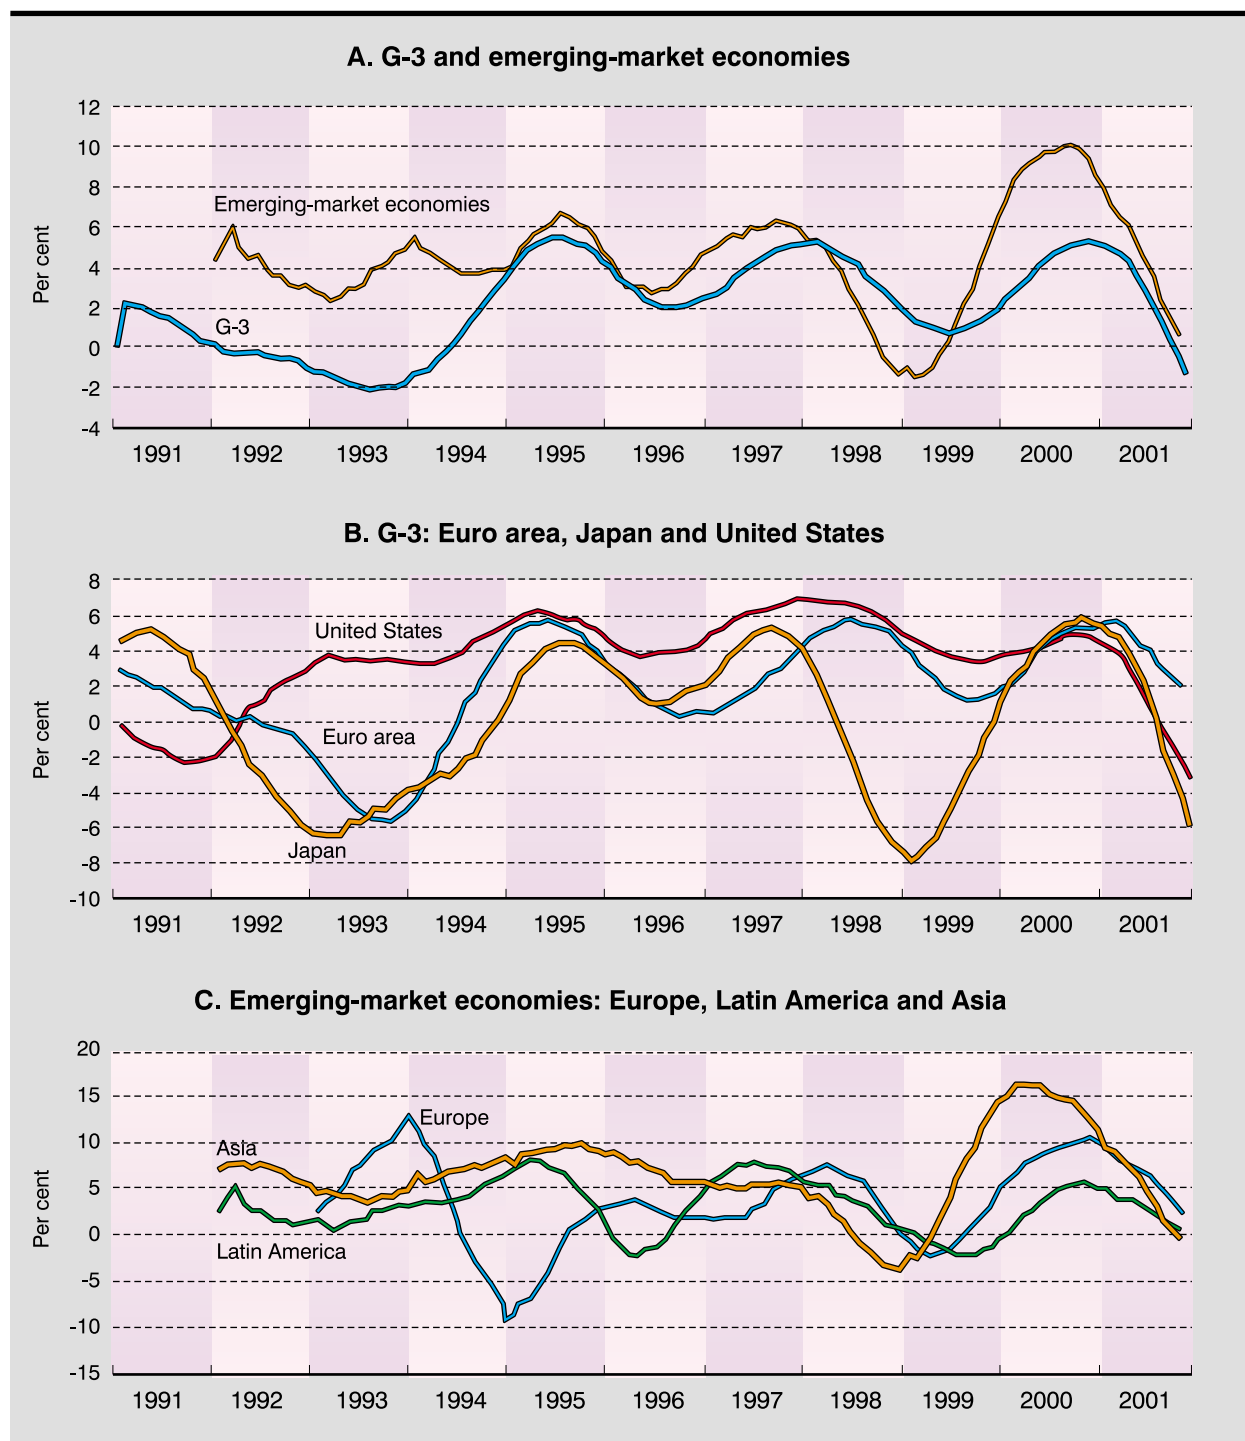 A. G-3 and emerging-market economies
12
10
8
6
4
2
0
-2
-4
Per cent
Emerging-market economies
G-3
1991 1992 1993 1994 1995 1996 1997 1998 1999 2000 2001
B. G-3: Euro area, Japan and United States
8
6
4
2
0
-2
-4
-6
-8
-10
Per cent
United States
Euro area
Japan
1991 1992 1993 1994 1995 1996 1997 1998 1999 2000 2001
C. Emerging-market economies: Europe, Latin America and Asia
20
15
10
5
0
-5
-10
-15
Per cent
Europe
Asia
Latin America
1991 1992 1993 1994 1995 1996 1997 1998 1999 2000 2001